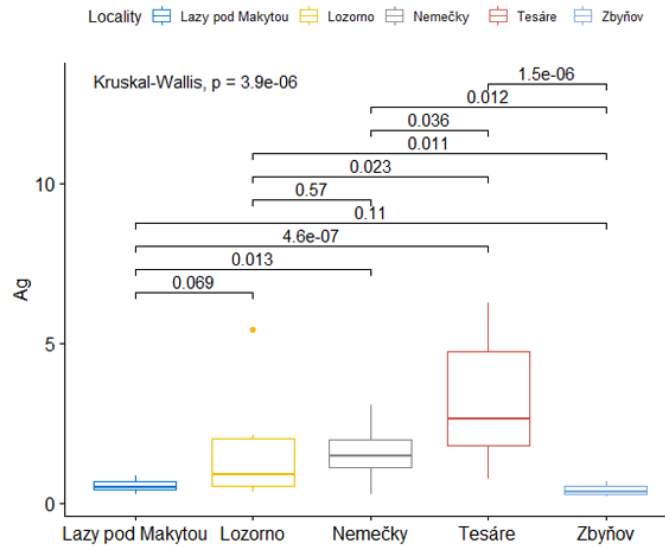 Locality Lazy pod Makytou Lozorno Nemečky Tesáre Zbyňov
Kruskal-Wallis, p = 3.9e-06
1.5e-06
0.012
0.036
0.011
0.023
0.57
0.11
4.6e-07
0.013
0.069
10
5
0
Ag
Lazy pod Makytou Lozorno Nemečky Tesáre Zbyňov